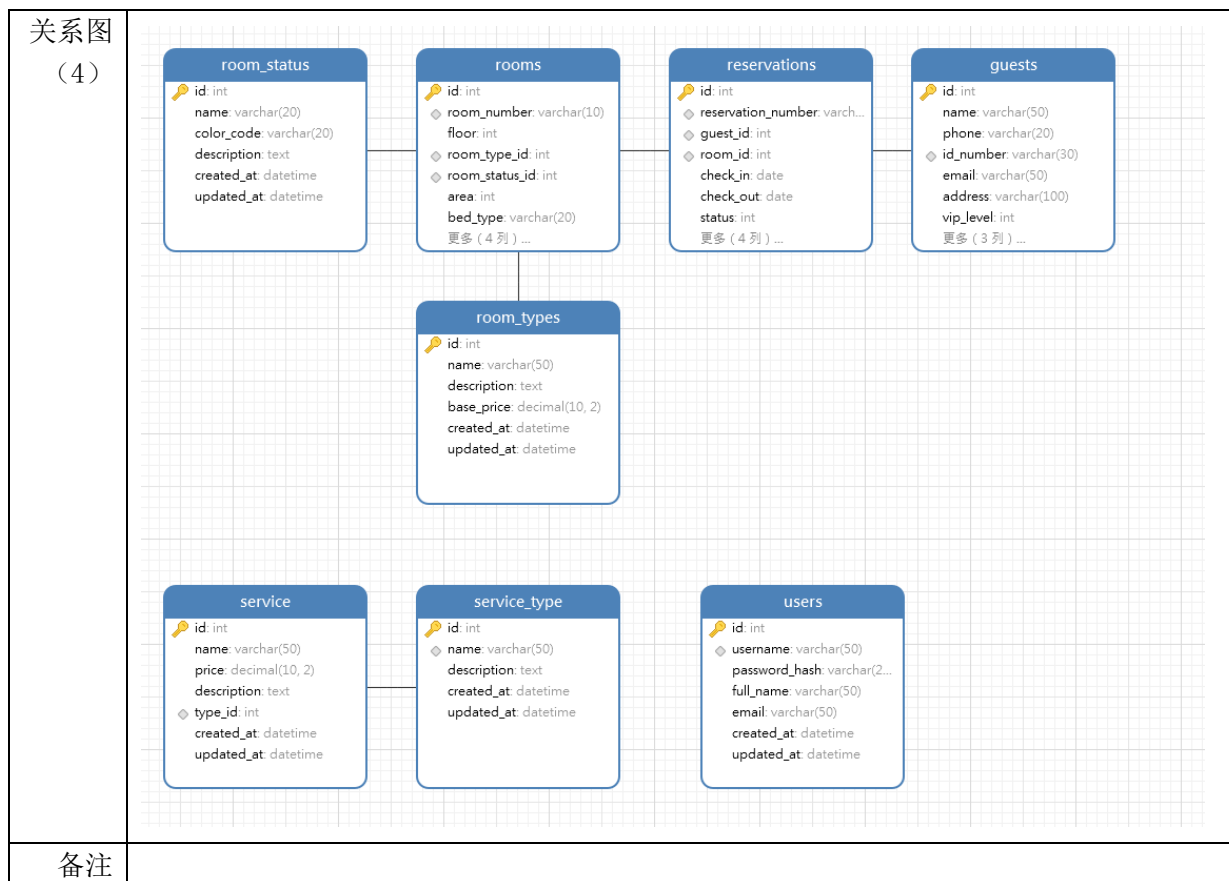 关系图
（4）
room_status
id: int
name: varchar(20)
color_code: varchar(20)
description: text
created_at: datetime
updated_at: datetime
rooms
id: int
room_number: varchar(10)
floor: int
room_type_id: int
room_status_id: int
area: int
bed_type: varchar(20)
更多（4 列）...
reservations
id: int
reservation_number: varch...
guest_id: int
room_id: int
check_in: date
check_out: date
status: int
更多（4 列）...
guests
id: int
name: varchar(50)
phone: varchar(20)
id_number: varchar(30)
email: varchar(50)
address: varchar(100)
vip_level: int
更多（3 列）...
room_types
id: int
name: varchar(50)
description: text
base_price: decimal(10, 2)
created_at: datetime
updated_at: datetime
service
id: int
name: varchar(50)
price: decimal(10, 2)
description: text
type_id: int
created_at: datetime
updated_at: datetime
service_type
id: int
name: varchar(50)
description: text
created_at: datetime
updated_at: datetime
users
id: int
username: varchar(50)
password_hash: varchar(2...
full_name: varchar(50)
email: varchar(50)
created_at: datetime
updated_at: datetime
备注